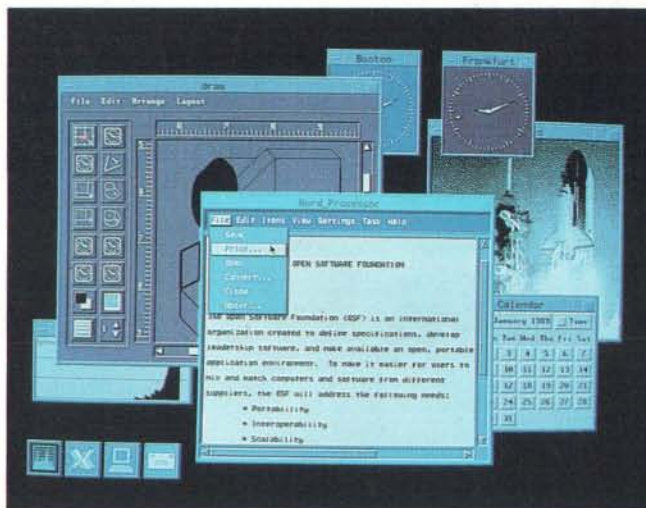 Boston
Frankfurt
draw
File Edit Arrange Layout
Word_Processor
File Edit Items View Settings Task Help
Save
Print...
Open
Convert...
Close
About...
OPEN SOFTWARE FOUNDATION
The Open Software Foundation (OSF) is an international
organization created to define specifications, develop
leadership software, and make available an open, portable
application environment. To make it easier for users to
mix and match computers and software from different
suppliers, the OSF will address the following needs:
* Portability
* Interoperability
* Scalability
Calendar
January 1989
Tue Wed Thu Fri Sat
3 4 5 6 7
10 11 12 13 14
18 19 20 21
24 25 26 27 28
31